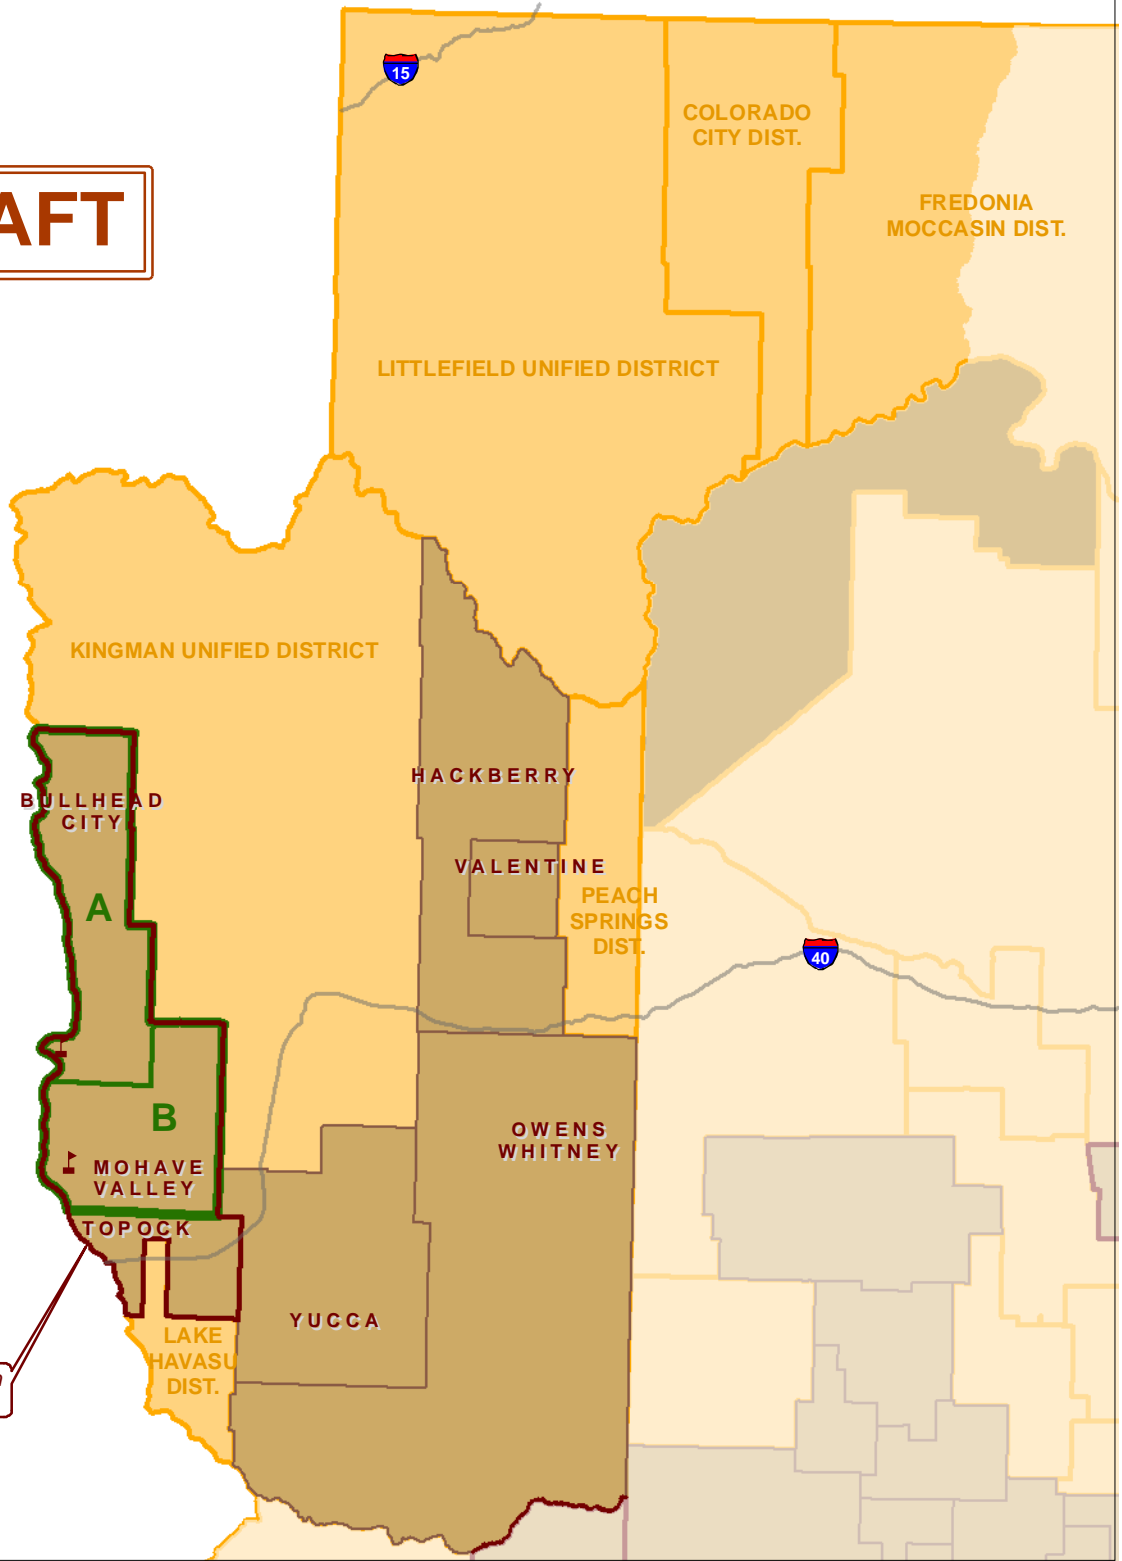 15
COLORADO
CITY DIST.
AFT
FREDONIA
MOCCASIN DIST.
LITTLEFIELD UNIFIED DISTRICT
KINGMAN UNIFIED DISTRICT
HACKBERRY
BULLHEAD
CITY
VALENTINE
PEACH
SPRINGS
DIST.
A
40
B
OWENS
WHITNEY
MOHAVE
VALLEY
TOPOCK
YUCCA
LAKE
HAVASU
DIST.